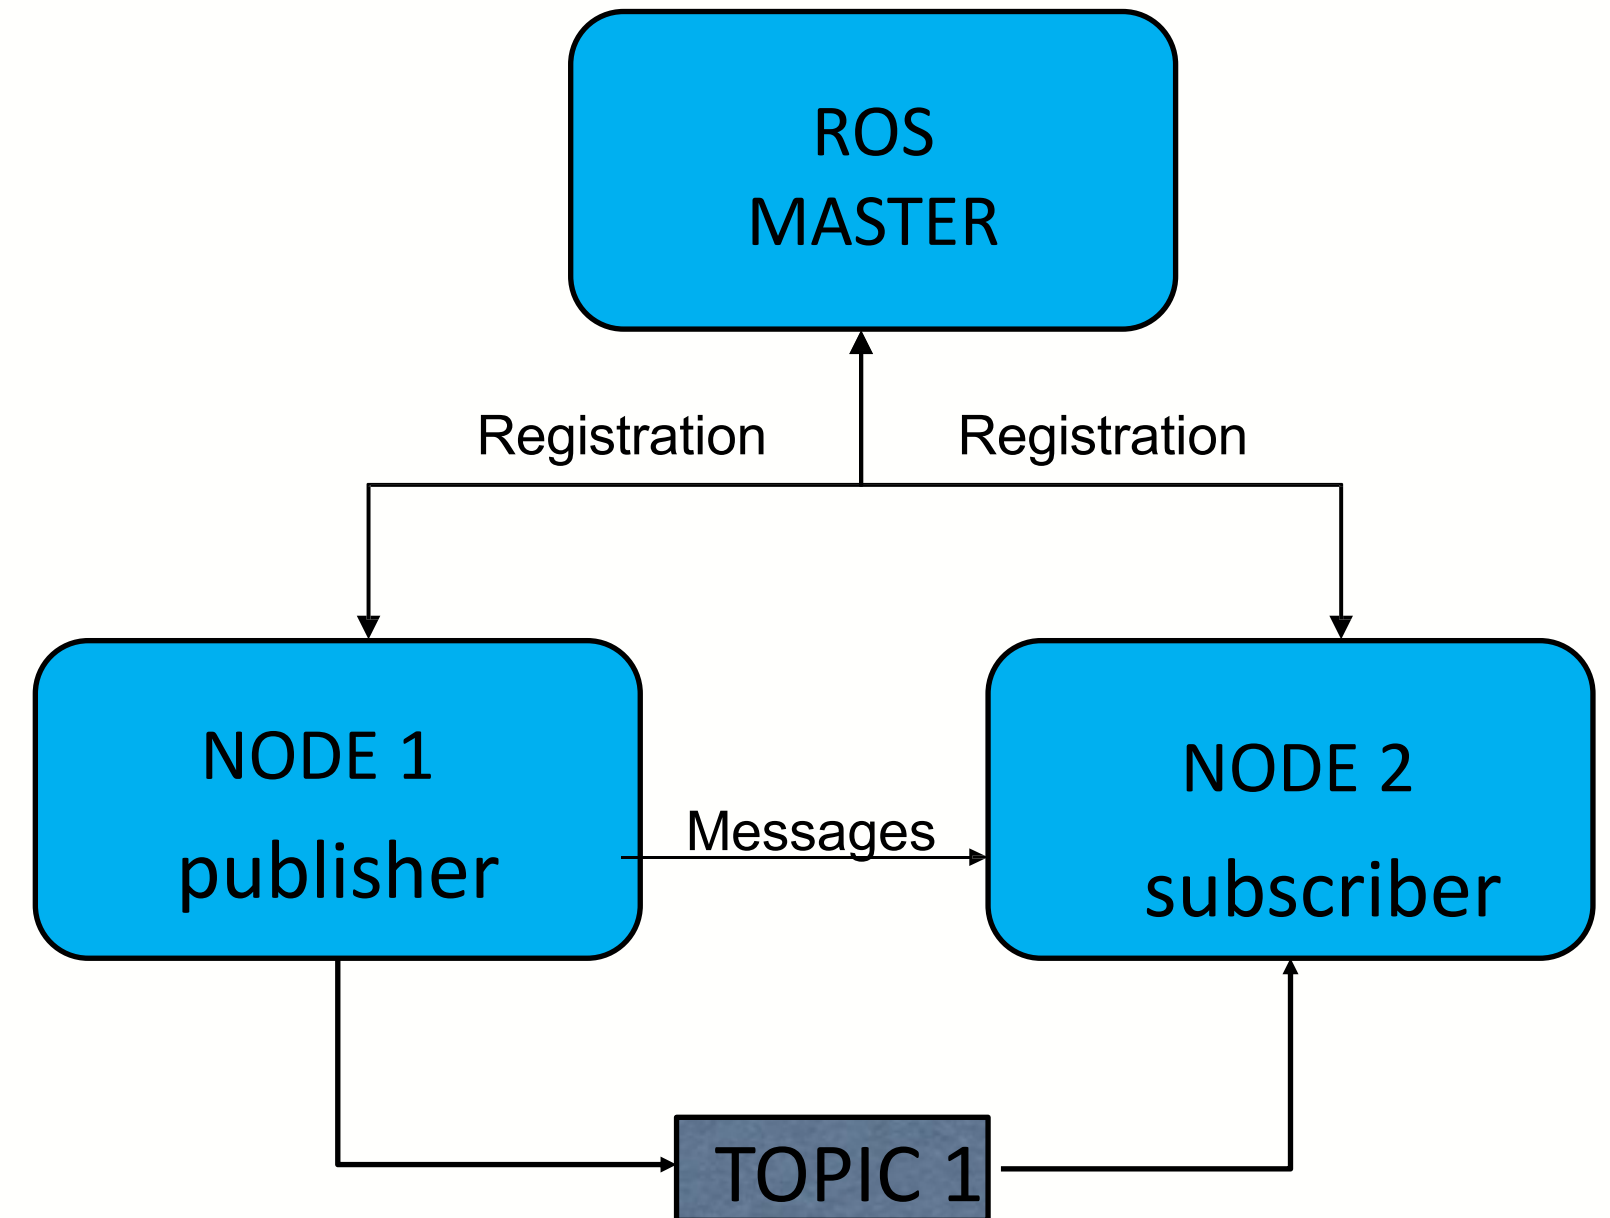 ROS
MASTER
Registration
Registration
NODE 1
publisher
Messages
NODE 2
subscriber
TOPIC 1